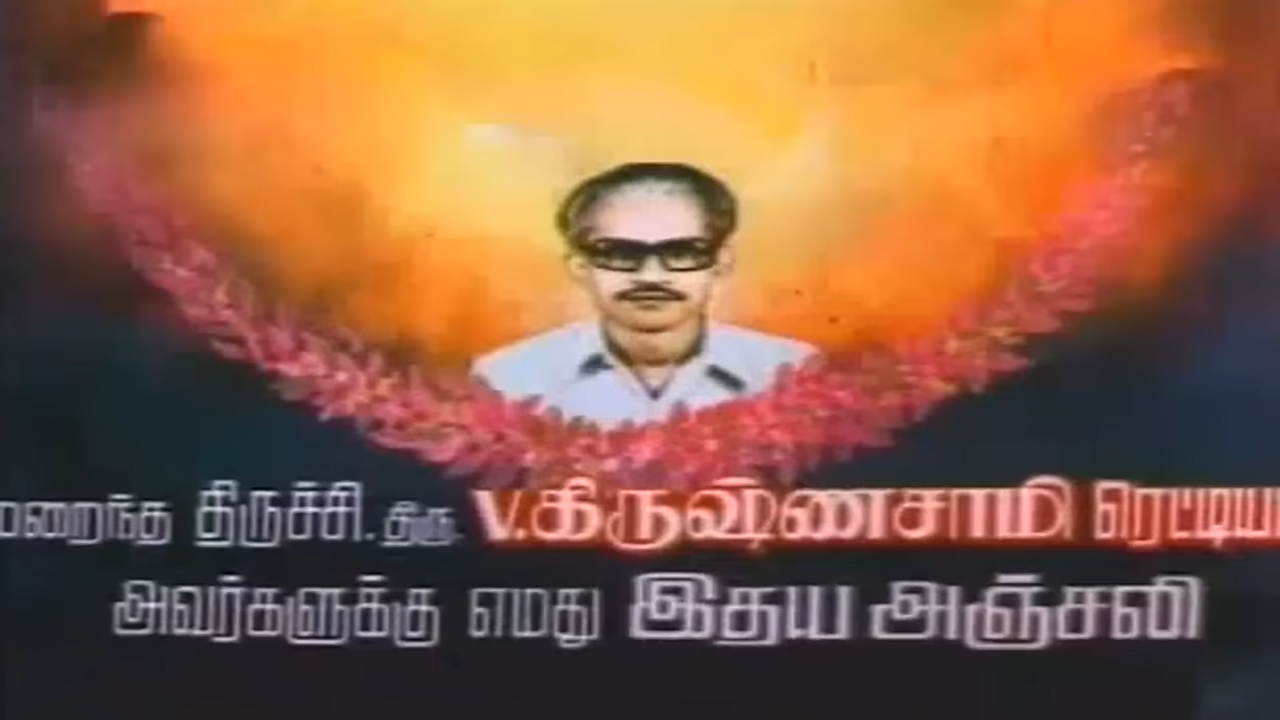 மறைந்த திருச்சி. திரு. V.கிருஷ்ணசாமி ரெட்டியா
அவர்களுக்கு எமது இதய அஞ்சலி